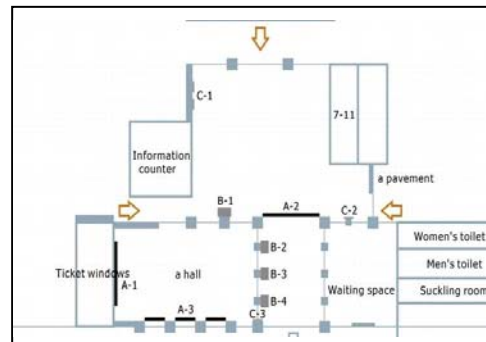 C-1
7-11
Information
counter
a pavement
B-1
A-2
C-2
Women's toilet
B-2
Ticket windows
a hall
B-3
Men's toilet
A-1
Waiting space
Suckling room
B-4
A-3
C-3